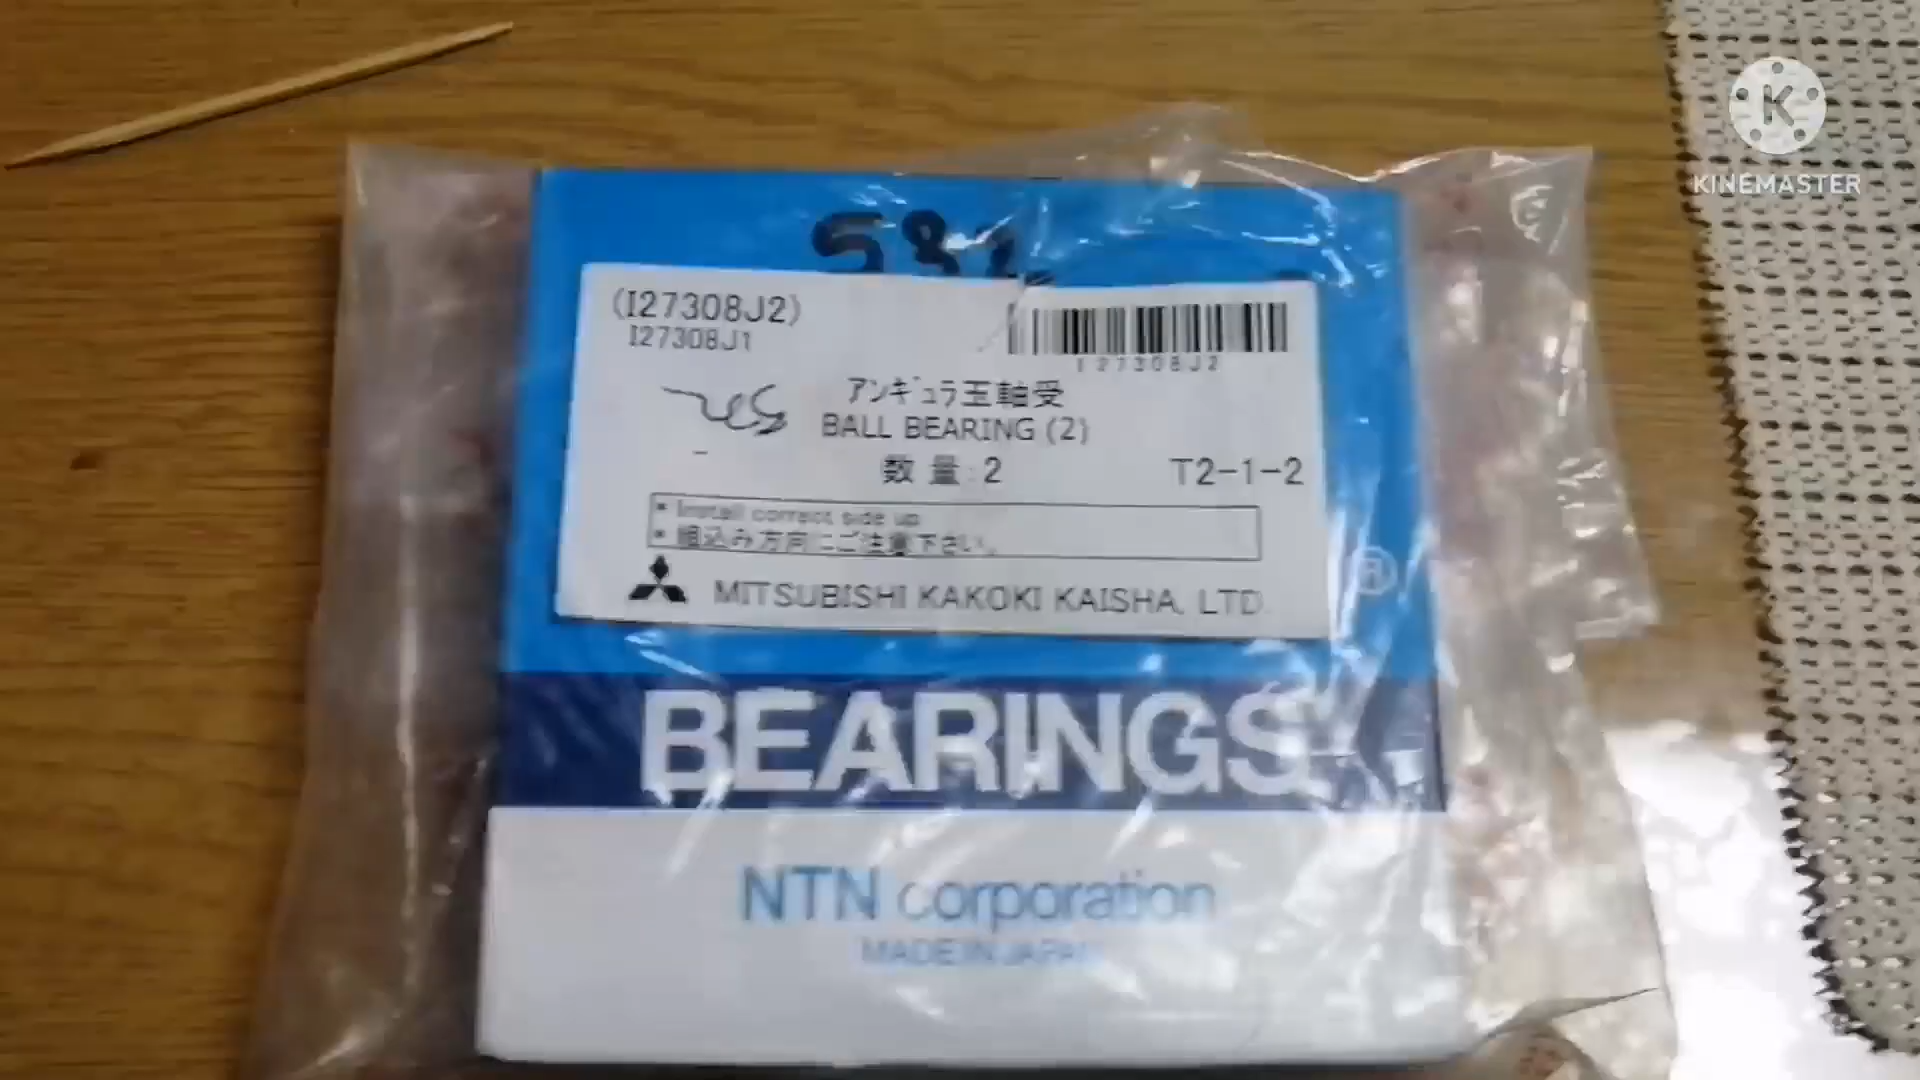 KINEMASTER
(I27308J2)
I27308J1
I27308J2
アンギュラ玉軸受
BALL BEARING (2)
数 量:2
T2-1-2
* Install correct side up
* 組込み方向にご注意下さい。
MITSUBISHI KAKOKI KAISHA, LTD
®
BEARINGS
NTN corporation
MADE IN JAPAN